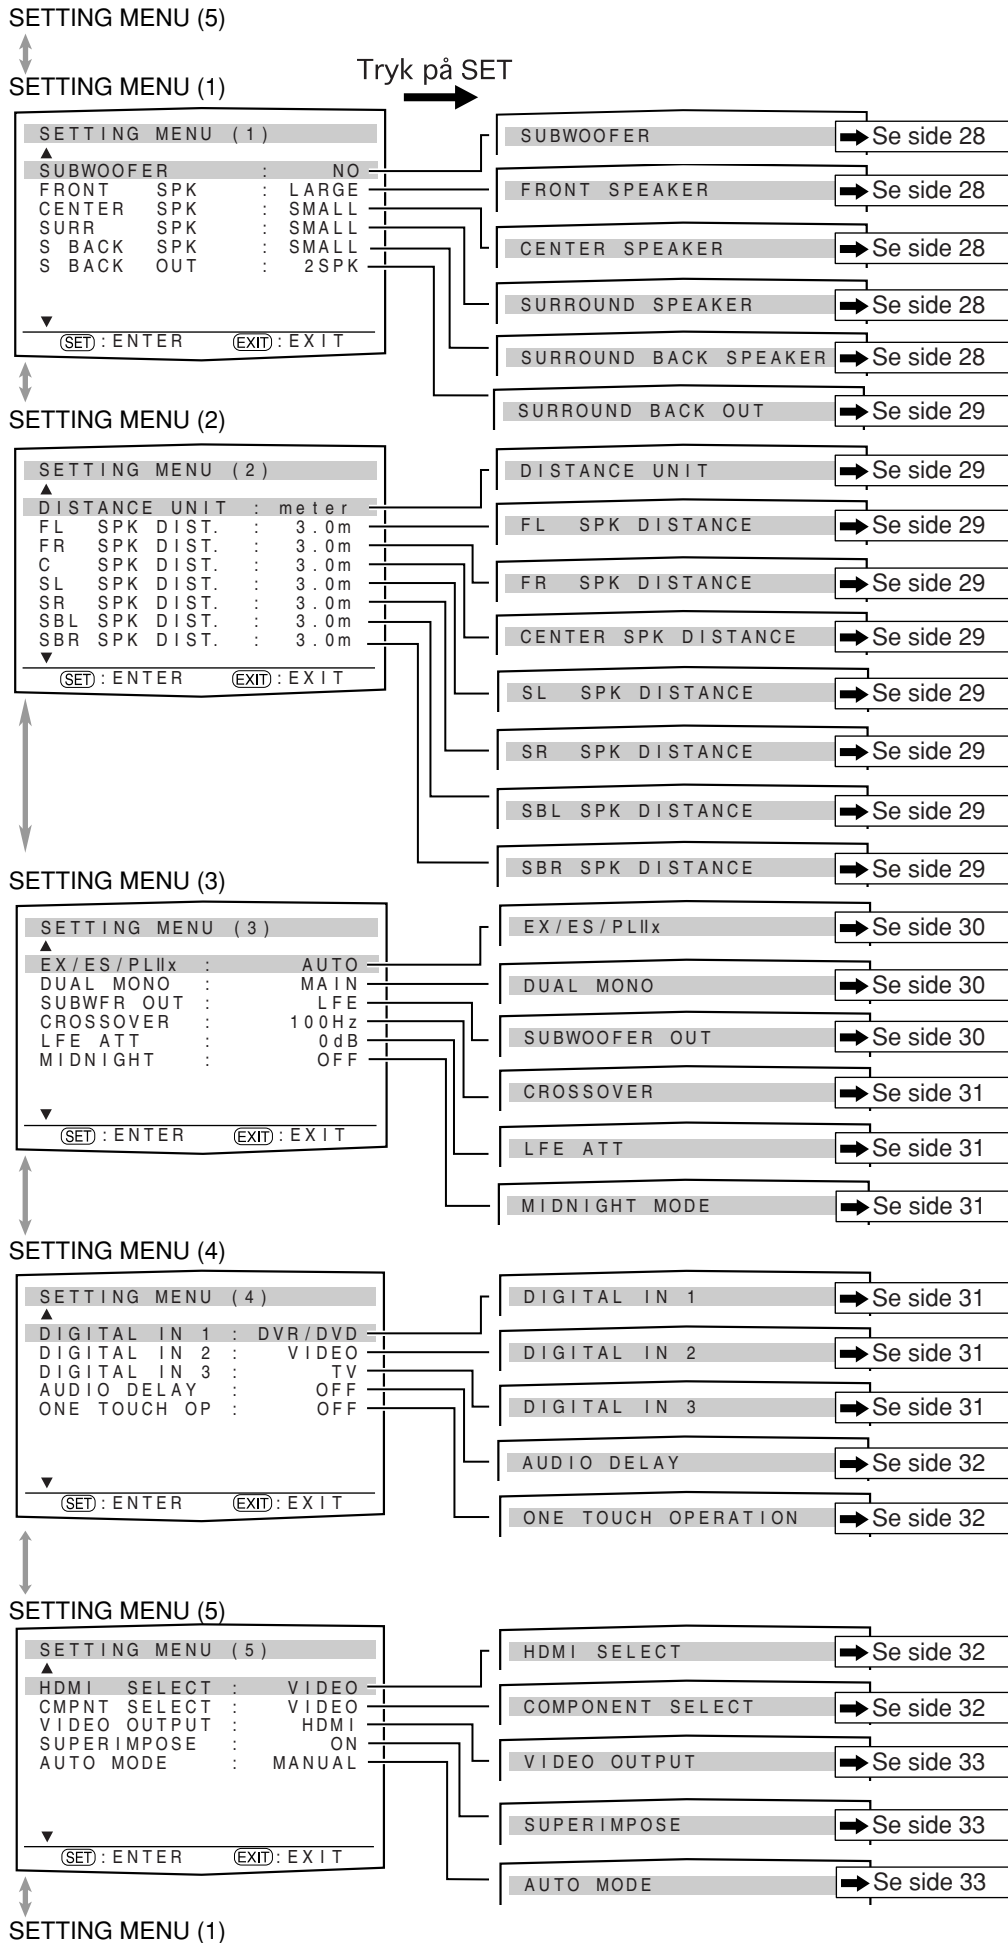 SETTING MENU (5)
SETTING MENU (1)
Tryk på SET
SETTING MENU (1)
SUBWOOFER : NO
FRONT SPK : LARGE
CENTER SPK : SMALL
SURR SPK : SMALL
S BACK SPK : SMALL
S BACK OUT : 2SPK
SET : ENTER EXIT : EXIT
SUBWOOFER Se side 28
FRONT SPEAKER Se side 28
CENTER SPEAKER Se side 28
SURROUND SPEAKER Se side 28
SURROUND BACK SPEAKER Se side 28
SURROUND BACK OUT Se side 29
SETTING MENU (2)
SETTING MENU (2)
DISTANCE UNIT : meter
FL SPK DIST. : 3.0m
FR SPK DIST. : 3.0m
C SPK DIST. : 3.0m
SL SPK DIST. : 3.0m
SR SPK DIST. : 3.0m
SBL SPK DIST. : 3.0m
SBR SPK DIST. : 3.0m
SET : ENTER EXIT : EXIT
DISTANCE UNIT Se side 29
FL SPK DISTANCE Se side 29
FR SPK DISTANCE Se side 29
CENTER SPK DISTANCE Se side 29
SL SPK DISTANCE Se side 29
SR SPK DISTANCE Se side 29
SBL SPK DISTANCE Se side 29
SBR SPK DISTANCE Se side 29
SETTING MENU (3)
SETTING MENU (3)
EX/ES/PLIIx : AUTO
DUAL MONO : MAIN
SUBWFR OUT : LFE
CROSSOVER : 100Hz
LFE ATT : 0dB
MIDNIGHT : OFF
SET : ENTER EXIT : EXIT
EX/ES/PLIIx Se side 30
DUAL MONO Se side 30
SUBWOOFER OUT Se side 30
CROSSOVER Se side 31
LFE ATT Se side 31
MIDNIGHT MODE Se side 31
SETTING MENU (4)
SETTING MENU (4)
DIGITAL IN 1 : DVR/DVD
DIGITAL IN 2 : VIDEO
DIGITAL IN 3 : TV
AUDIO DELAY : OFF
ONE TOUCH OP : OFF
SET : ENTER EXIT : EXIT
DIGITAL IN 1 Se side 31
DIGITAL IN 2 Se side 31
DIGITAL IN 3 Se side 31
AUDIO DELAY Se side 32
ONE TOUCH OPERATION Se side 32
SETTING MENU (5)
SETTING MENU (5)
HDMI SELECT : VIDEO
CMPNT SELECT : VIDEO
VIDEO OUTPUT : HDMI
SUPERIMPOSE : ON
AUTO MODE : MANUAL
SET : ENTER EXIT : EXIT
HDMI SELECT Se side 32
COMPONENT SELECT Se side 32
VIDEO OUTPUT Se side 33
SUPERIMPOSE Se side 33
AUTO MODE Se side 33
SETTING MENU (1)